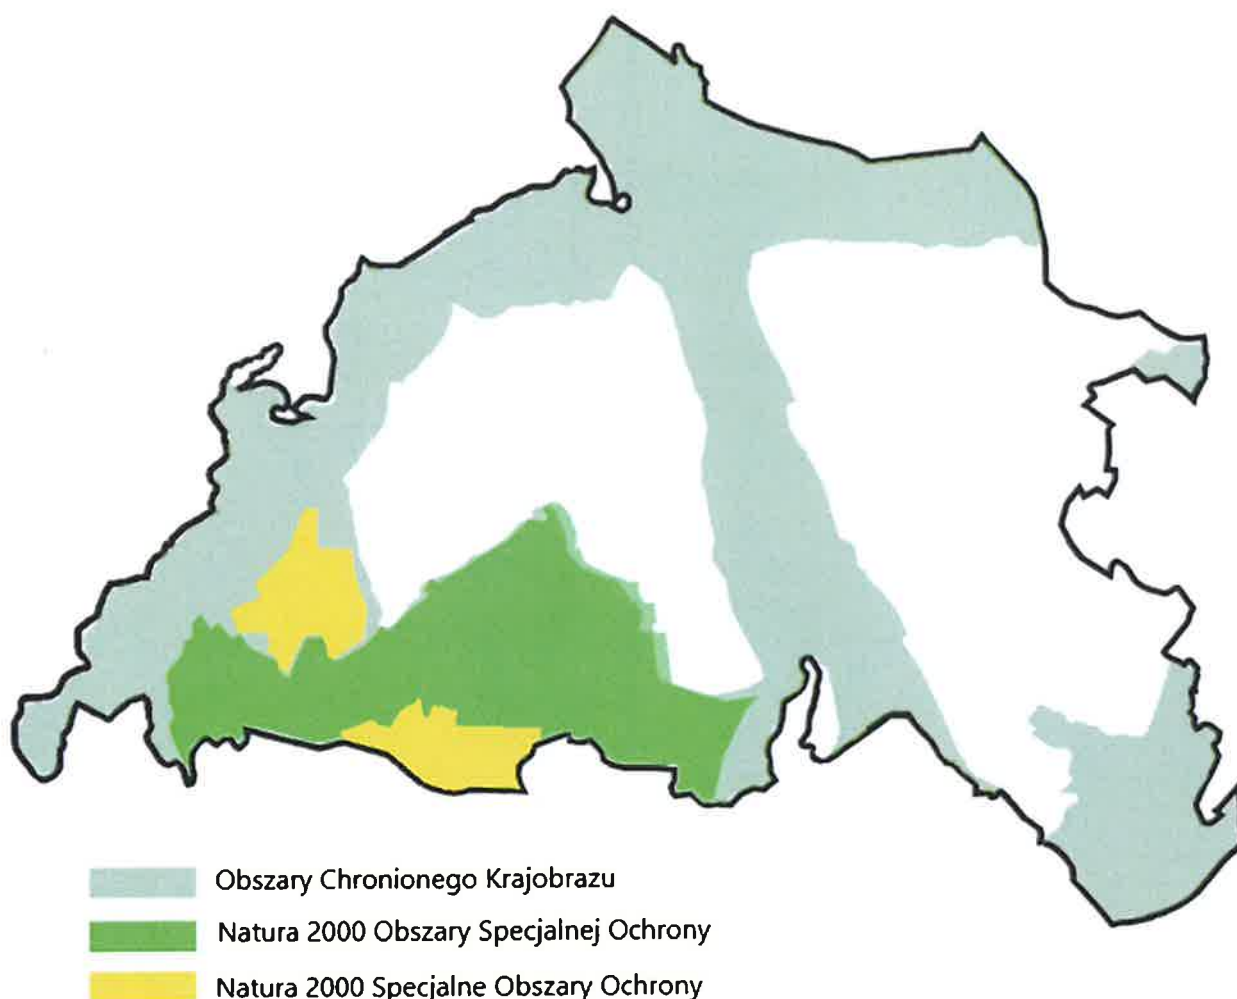 Obszary Chronionego Krajobrazu
Natura 2000 Obszary Specjalnej Ochrony
Natura 2000 Specjalne Obszary Ochrony